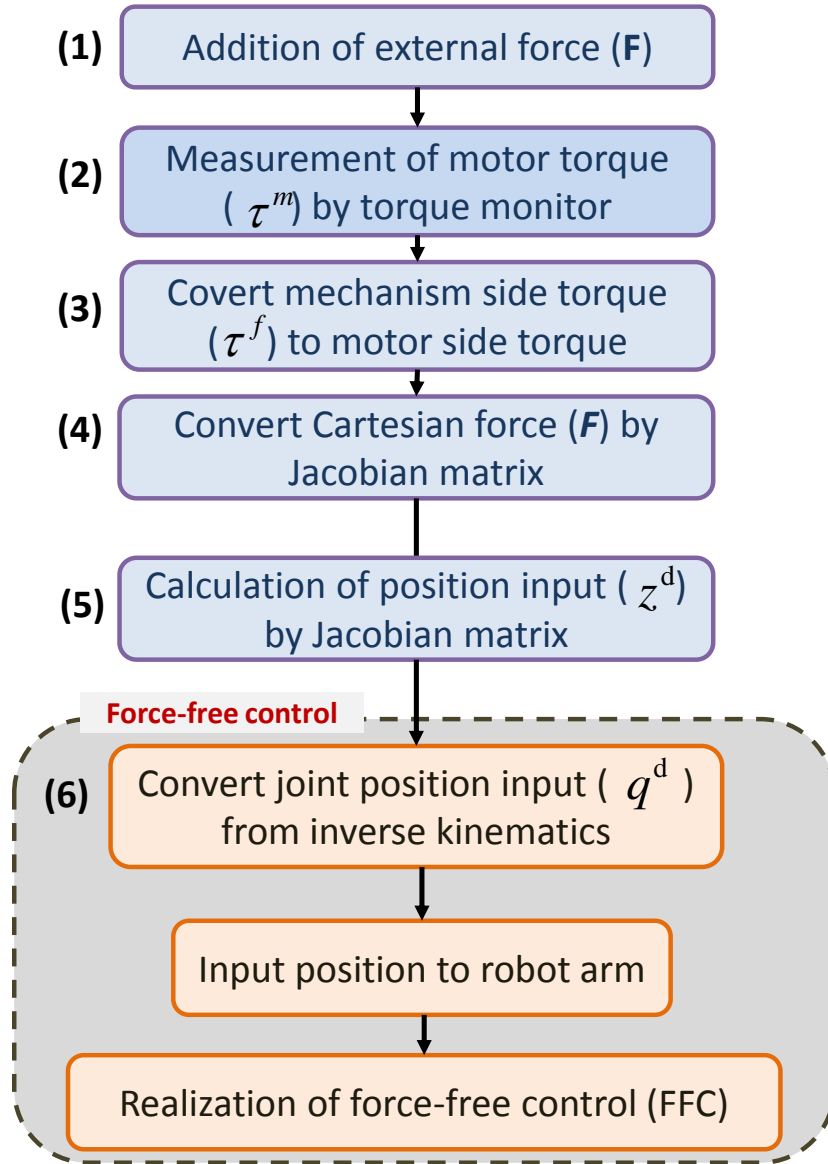 (1)
Addition of external force (F)
(2)
Measurement of motor torque
( τ^m) by torque monitor
(3)
Covert mechanism side torque
(τ^f) to motor side torque
(4)
Convert Cartesian force (F) by
Jacobian matrix
(5)
Calculation of position input ( z^d)
by Jacobian matrix
Force-free control
(6)
Convert joint position input ( q^d )
from inverse kinematics
Input position to robot arm
Realization of force-free control (FFC)